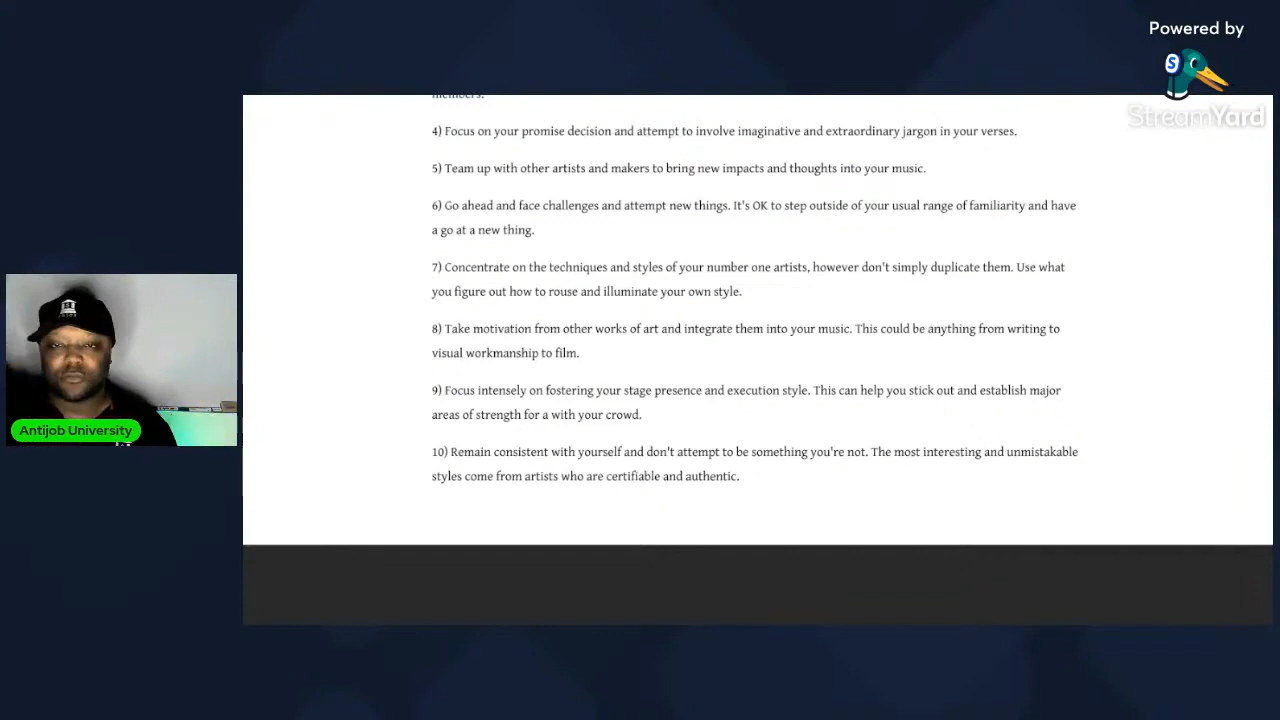 Powered by
S
StreamYard
members.
4) Focus on your promise decision and attempt to involve imaginative and extraordinary jargon in your verses.
5) Team up with other artists and makers to bring new impacts and thoughts into your music.
6) Go ahead and face challenges and attempt new things. It's OK to step outside of your usual range of familiarity and have
a go at a new thing.
7) Concentrate on the techniques and styles of your number one artists, however don't simply duplicate them. Use what
you figure out how to rouse and illuminate your own style.
8) Take motivation from other works of art and integrate them into your music. This could be anything from writing to
visual workmanship to film.
9) Focus intensely on fostering your stage presence and execution style. This can help you stick out and establish major
areas of strength for a with your crowd.
10) Remain consistent with yourself and don't attempt to be something you're not. The most interesting and unmistakable
styles come from artists who are certifiable and authentic.
Antijob University